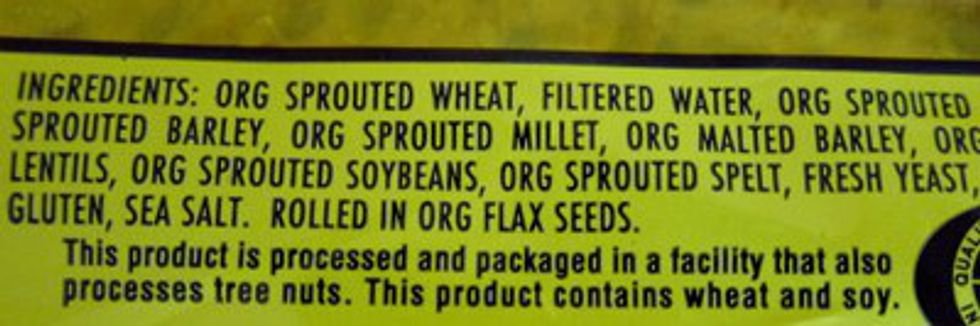 INGREDIENTS: ORG SPROUTED WHEAT, FILTERED WATER, ORG SPROUTED
SPROUTED BARLEY, ORG SPROUTED MILLET, ORG MALTED BARLEY, ORG
LENTILS, ORG SPROUTED SOYBEANS, ORG SPROUTED SPELT, FRESH YEAST,
GLUTEN, SEA SALT. ROLLED IN ORG FLAX SEEDS.
This product is processed and packaged in a facility that also
processes tree nuts. This product contains wheat and soy.